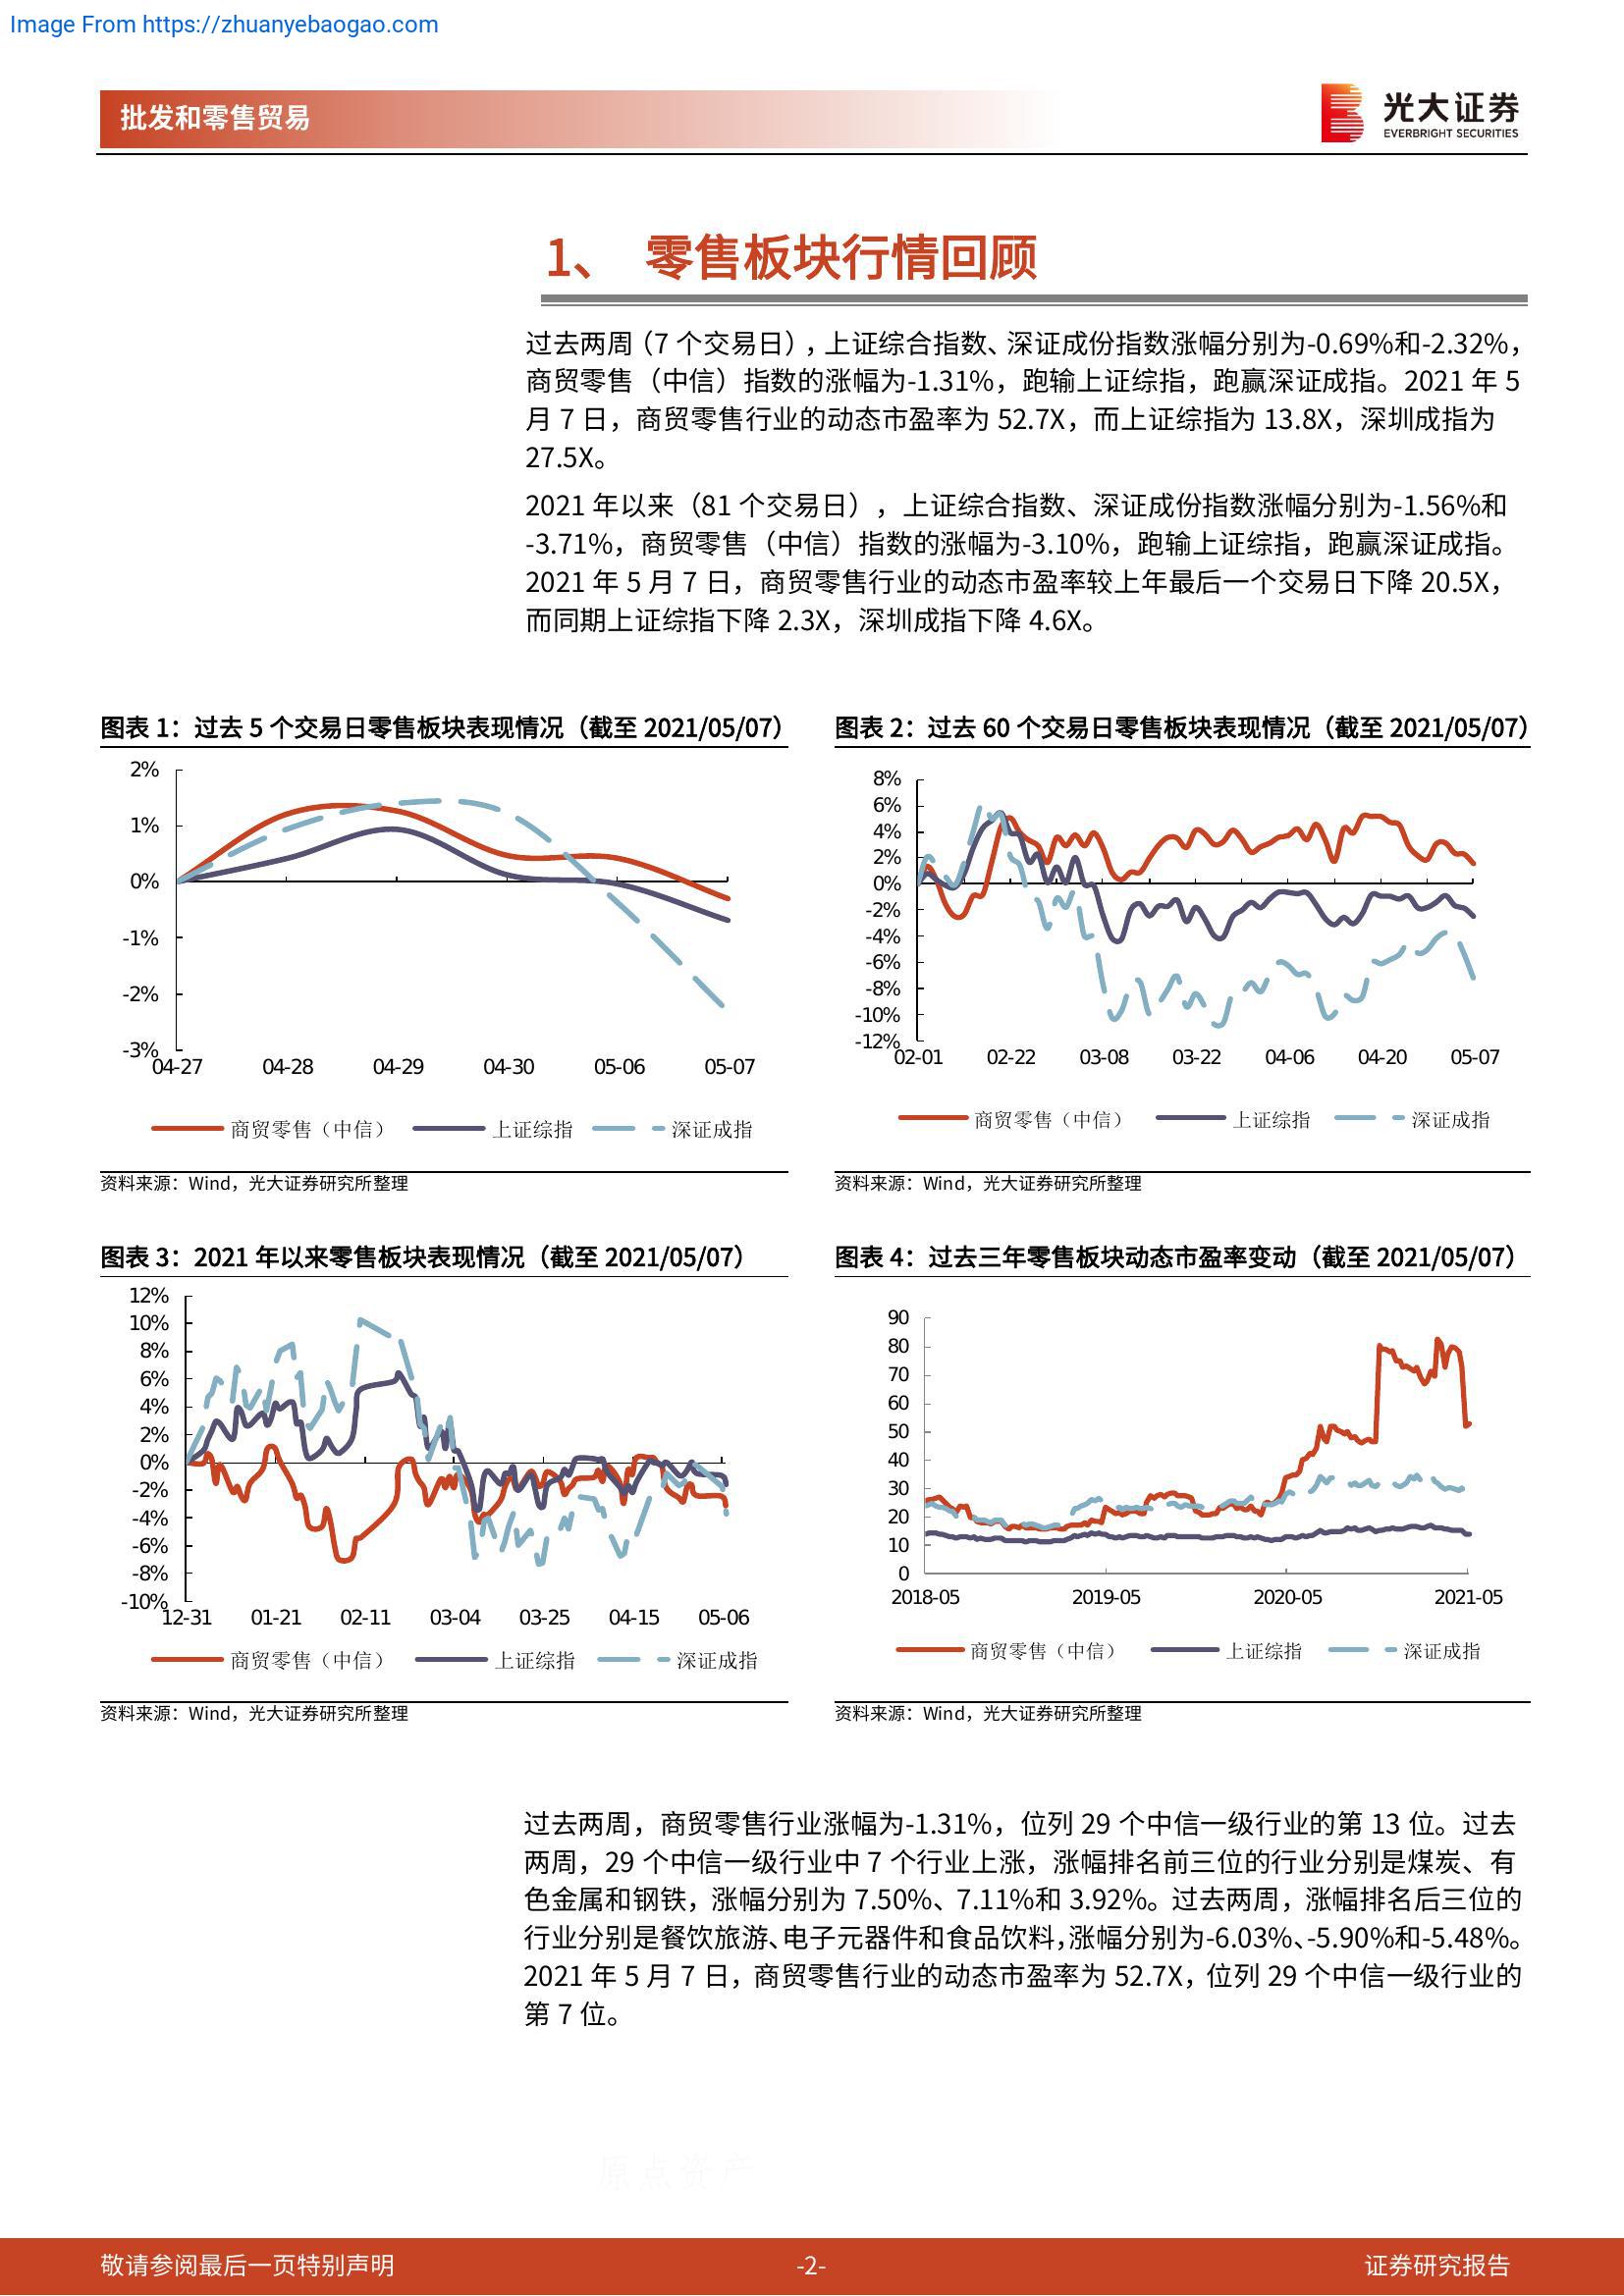 Image From https://zhuanyebaogao.com
批发和零售贸易
光大证券
EVERBRIGHT SECURITIES
1、 零售板块行情回顾
过去两周（7 个交易日），上证综合指数、深证成份指数涨幅分别为-0.69%和-2.32%，
商贸零售（中信）指数的涨幅为-1.31%，跑输上证综指，跑赢深证成指。2021 年 5
月 7 日，商贸零售行业的动态市盈率为 52.7X，而上证综指为 13.8X，深圳成指为
27.5X。
2021 年以来（81 个交易日），上证综合指数、深证成份指数涨幅分别为-1.56%和
-3.71%，商贸零售（中信）指数的涨幅为-3.10%，跑输上证综指，跑赢深证成指。
2021 年 5 月 7 日，商贸零售行业的动态市盈率较上年最后一个交易日下降 20.5X，
而同期上证综指下降 2.3X，深圳成指下降 4.6X。
图表 1：过去 5 个交易日零售板块表现情况（截至 2021/05/07）
2%
1%
0%
-1%
-2%
-3%
04-27 04-28 04-29 04-30 05-06 05-07
商贸零售（中信） 上证综指 深证成指
资料来源：Wind，光大证券研究所整理
图表 2：过去 60 个交易日零售板块表现情况（截至 2021/05/07）
8%
6%
4%
2%
0%
-2%
-4%
-6%
-8%
-10%
-12%
02-01 02-22 03-08 03-22 04-06 04-20 05-07
商贸零售（中信） 上证综指 深证成指
资料来源：Wind，光大证券研究所整理
图表 3：2021 年以来零售板块表现情况（截至 2021/05/07）
12%
10%
8%
6%
4%
2%
0%
-2%
-4%
-6%
-8%
-10%
12-31 01-21 02-11 03-04 03-25 04-15 05-06
商贸零售（中信） 上证综指 深证成指
资料来源：Wind，光大证券研究所整理
图表 4：过去三年零售板块动态市盈率变动（截至 2021/05/07）
90
80
70
60
50
40
30
20
10
0
2018-05 2019-05 2020-05 2021-05
商贸零售（中信） 上证综指 深证成指
资料来源：Wind，光大证券研究所整理
过去两周，商贸零售行业涨幅为-1.31%，位列 29 个中信一级行业的第 13 位。过去
两周，29 个中信一级行业中 7 个行业上涨，涨幅排名前三位的行业分别是煤炭、有
色金属和钢铁，涨幅分别为 7.50%、7.11%和 3.92%。过去两周，涨幅排名后三位的
行业分别是餐饮旅游、电子元器件和食品饮料，涨幅分别为-6.03%、-5.90%和-5.48%。
2021 年 5 月 7 日，商贸零售行业的动态市盈率为 52.7X，位列 29 个中信一级行业的
第 7 位。
原点资产
敬请参阅最后一页特别声明
-2-
证券研究报告